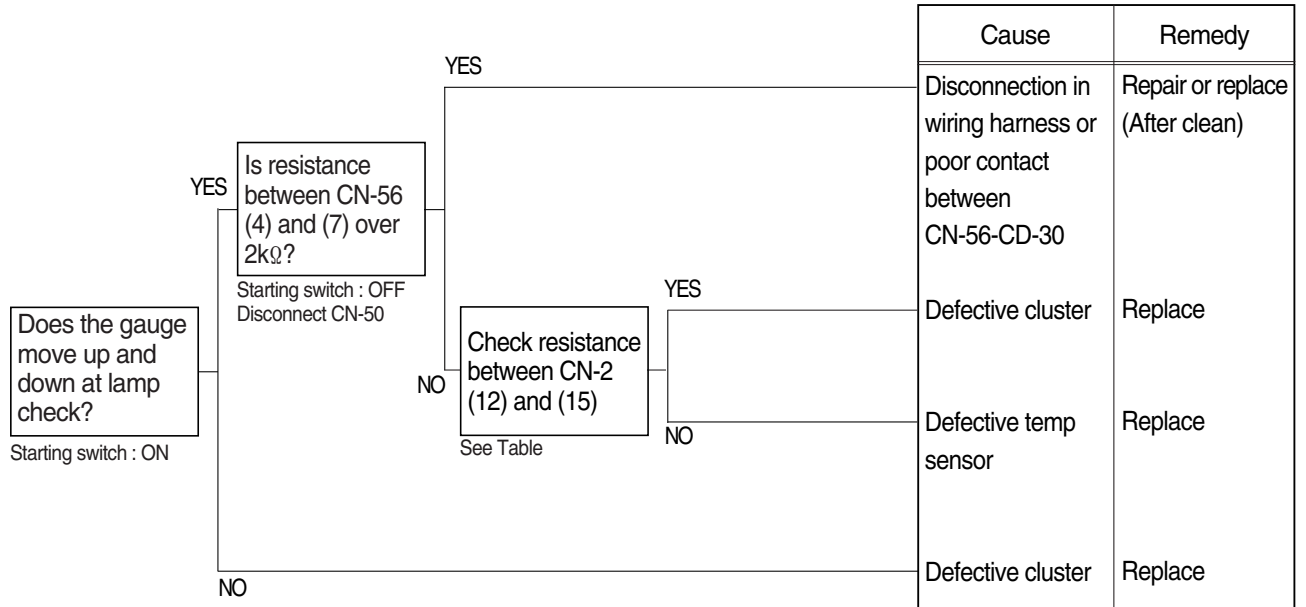 Cause
Remedy
YES
Disconnection in
wiring harness or
poor contact
between
CN-56-CD-30
Repair or replace
(After clean)
YES
Is resistance
between CN-56
(4) and (7) over
2kΩ?
Starting switch : OFF
Disconnect CN-50
YES
Defective cluster
Replace
Does the gauge
move up and
down at lamp
check?
Starting switch : ON
NO
Check resistance
between CN-2
(12) and (15)
See Table
NO
Defective temp
sensor
Replace
NO
Defective cluster
Replace